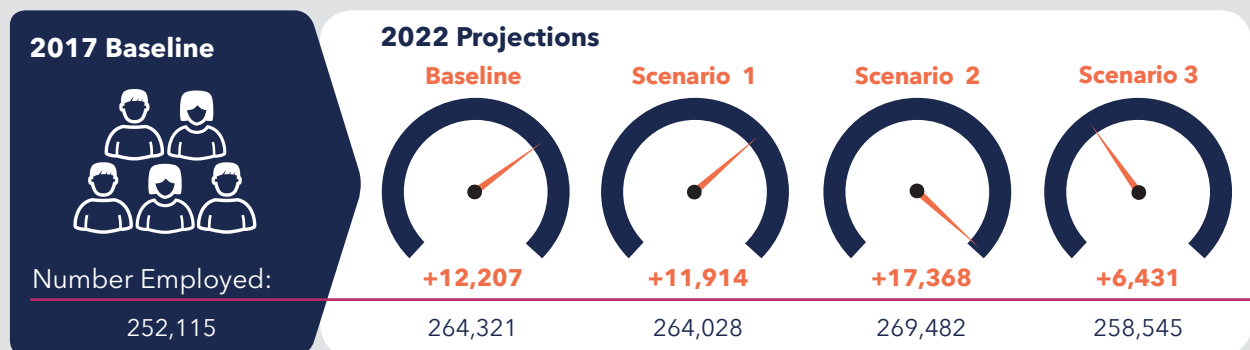 2017 Baseline
Number Employed:
252,115
2022 Projections
Baseline
+12,207
264,321
Scenario 1
+11,914
264,028
Scenario 2
+17,368
269,482
Scenario 3
+6,431
258,545